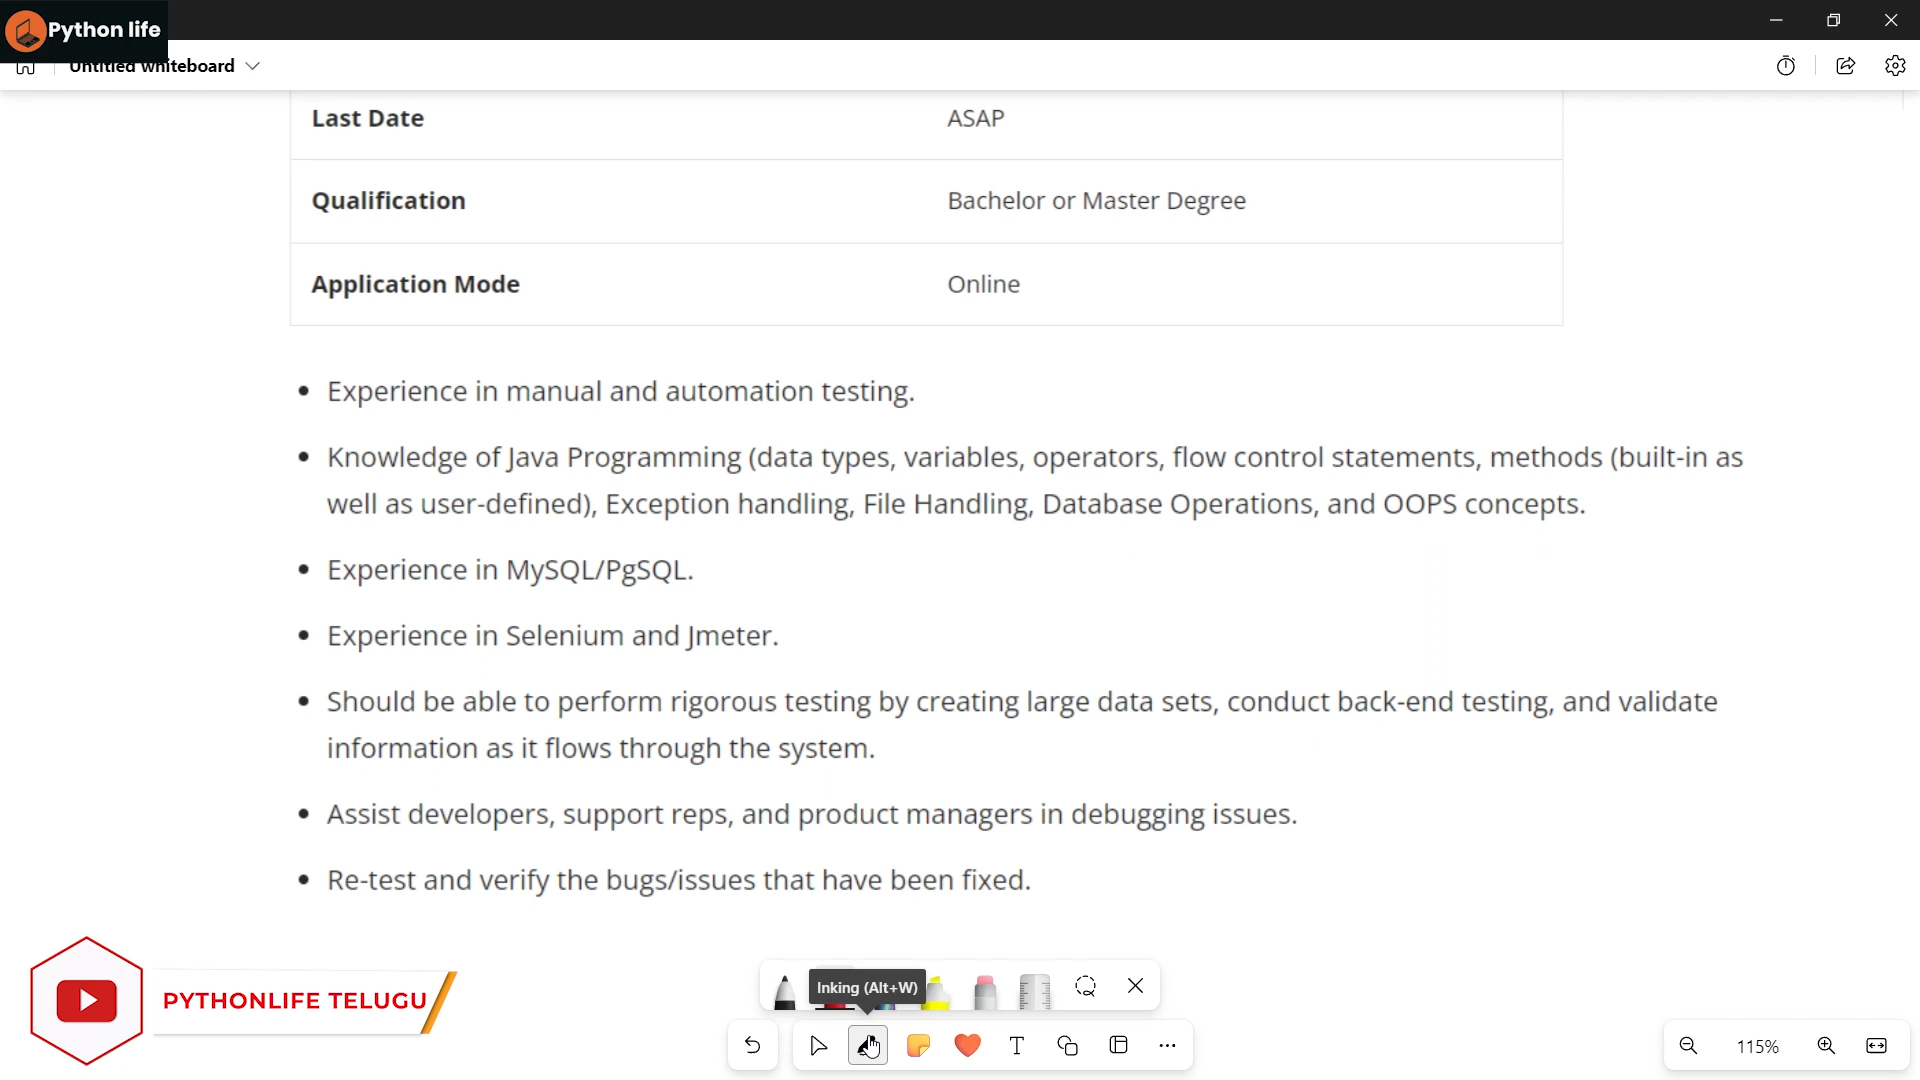 Python life
Untitled whiteboard
Last Date ASAP
Qualification Bachelor or Master Degree
Application Mode Online
• Experience in manual and automation testing.
• Knowledge of Java Programming (data types, variables, operators, flow control statements, methods (built-in as
well as user-defined), Exception handling, File Handling, Database Operations, and OOPS concepts.
• Experience in MySQL/PgSQL.
• Experience in Selenium and Jmeter.
• Should be able to perform rigorous testing by creating large data sets, conduct back-end testing, and validate
information as it flows through the system.
• Assist developers, support reps, and product managers in debugging issues.
• Re-test and verify the bugs/issues that have been fixed.
PYTHONLIFE TELUGU
Inking (Alt+W)
115%